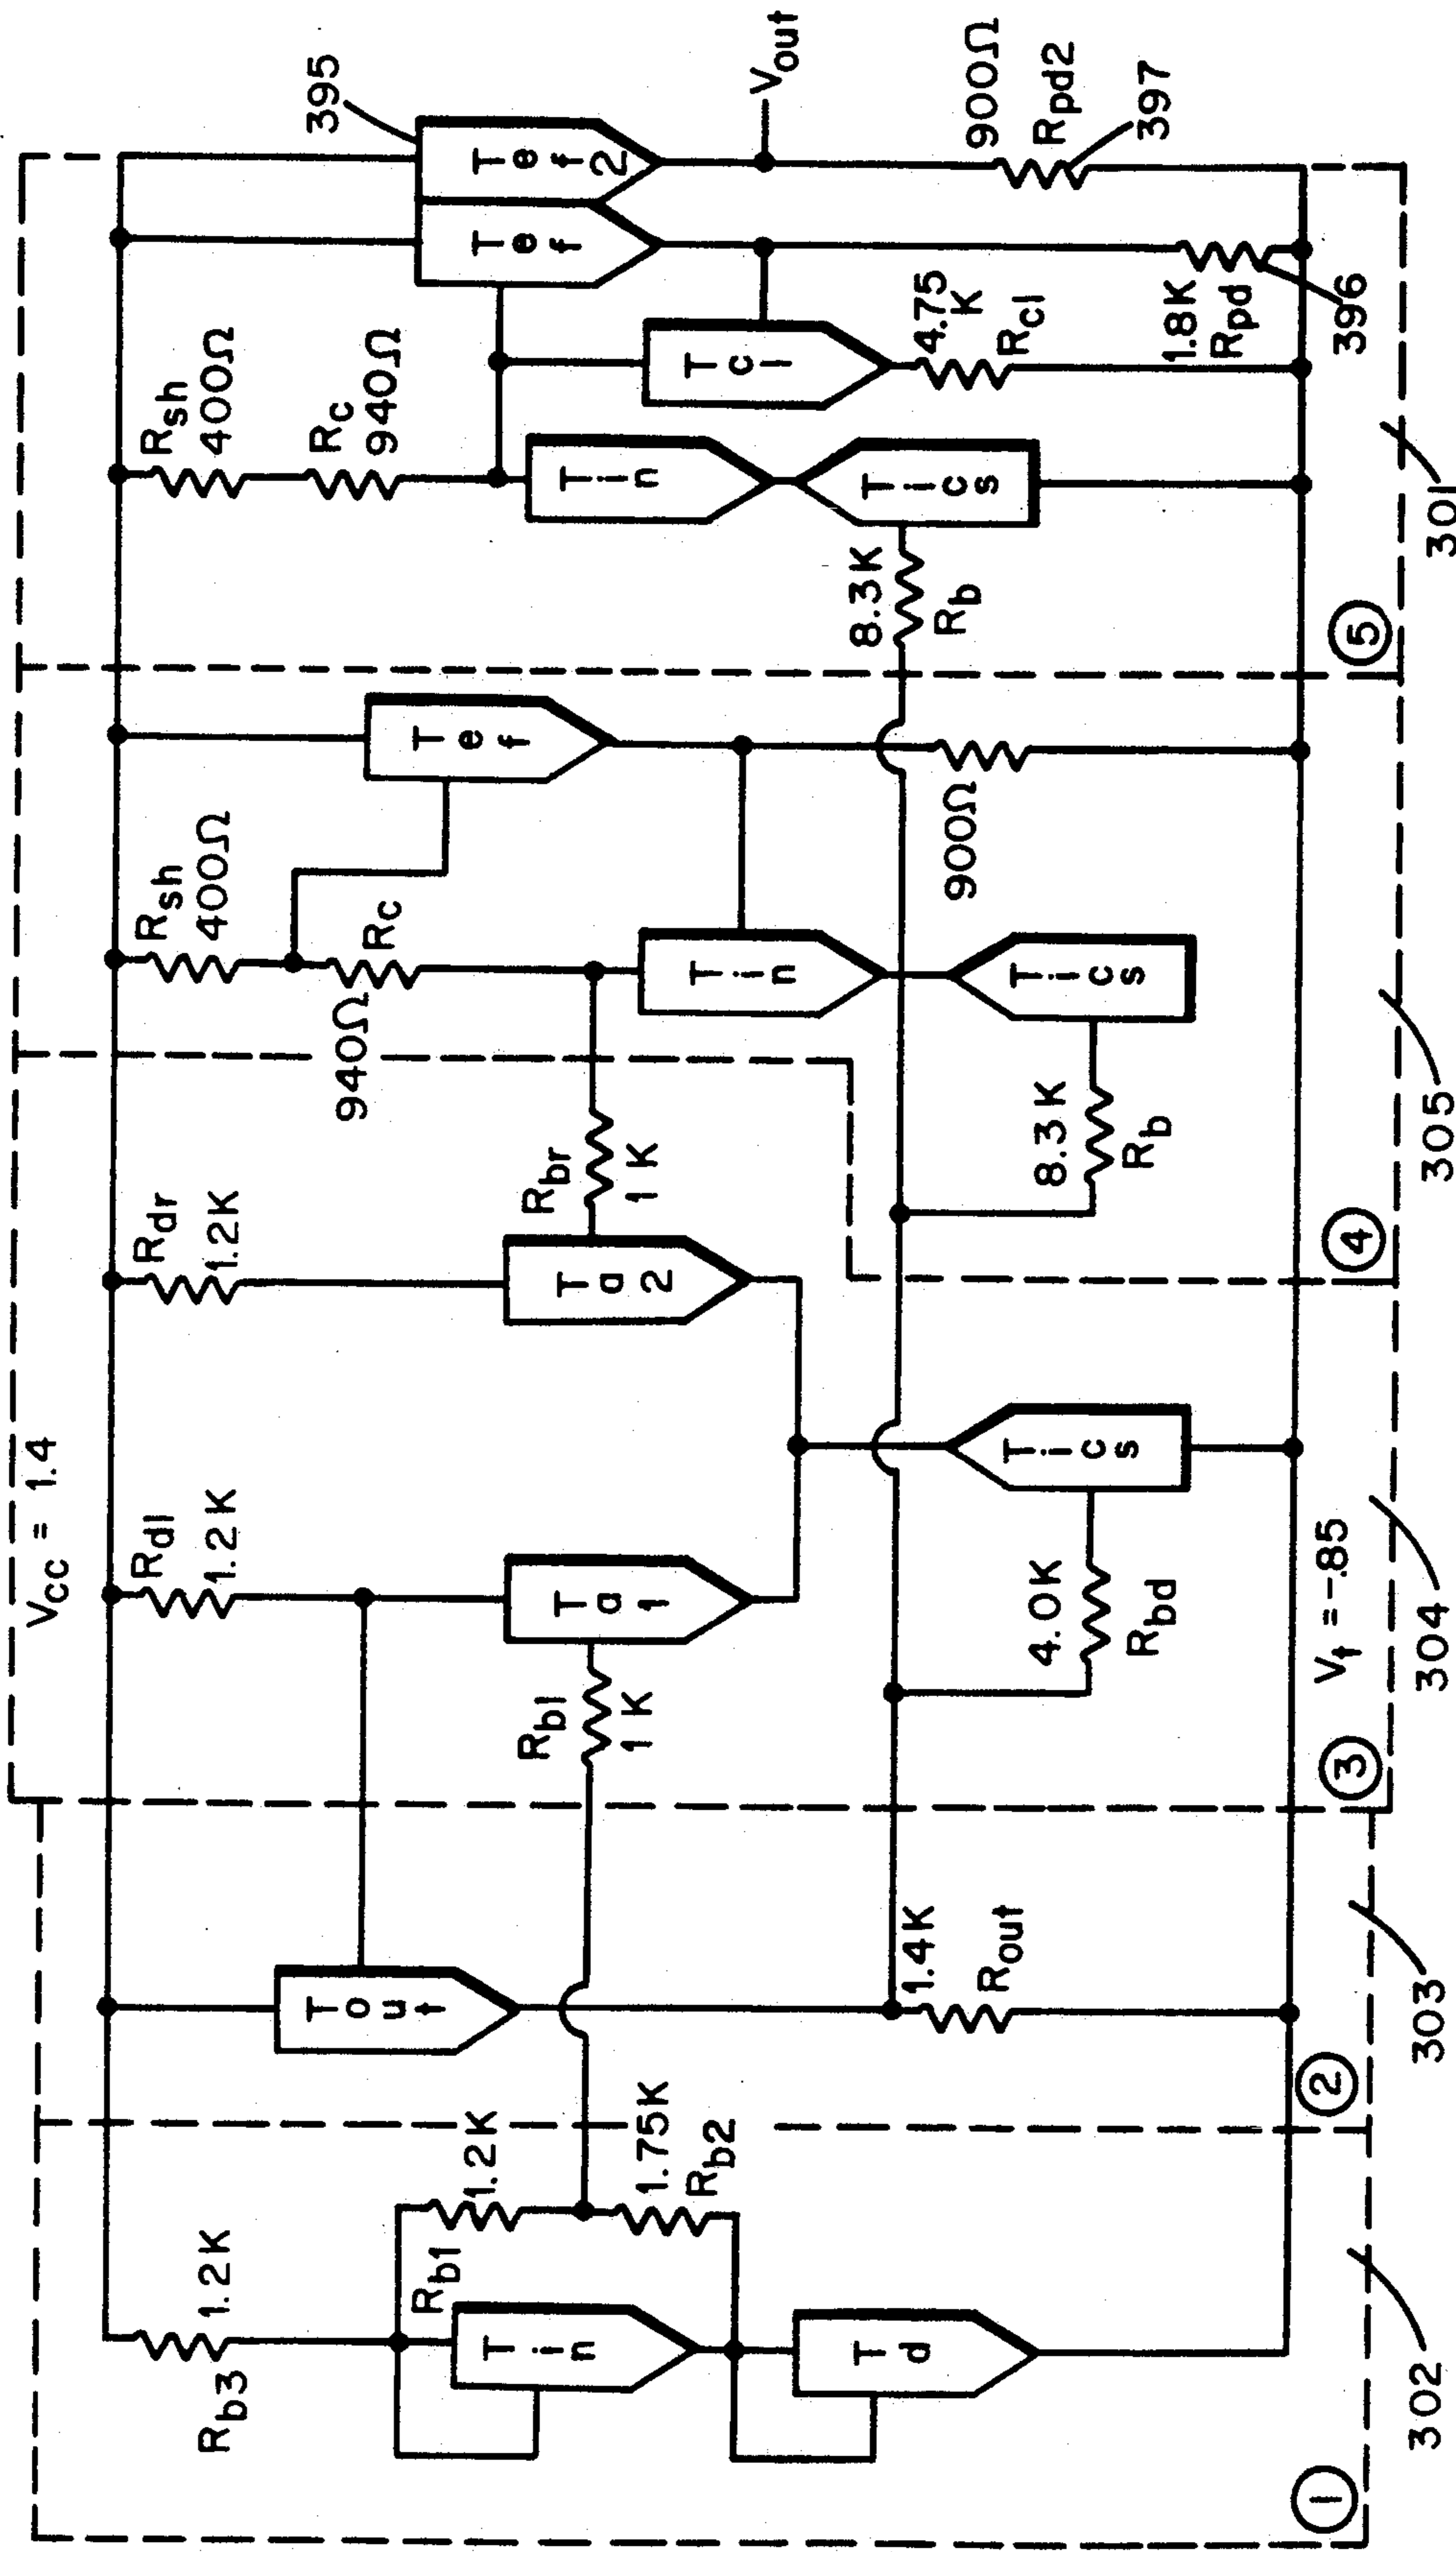 Vcc = 1.4
Rb3
1.2K
Rb1
1.2K
1.75K
Rb2
Tin
Td
①
302
Tout
1.4K
Rout
②
303
Rdl
1.2K
Rdr
1.2K
Rbl
1K
Rbr
1K
Ta1
Ta2
Tics
4.0K
Rbd
Vt = -.85
③
304
Rsh
400Ω
Rc
940Ω
Tef
Tin
900Ω
Tics
8.3K
Rb
④
305
Rsh
400Ω
Rc
940Ω
Tin
Tics
8.3K
Rb
Tcl
4.75
K
Rcl
Tef
Tef2
395
Vout
900Ω
Rpd2
397
1.8K
Rpd
396
⑤
301